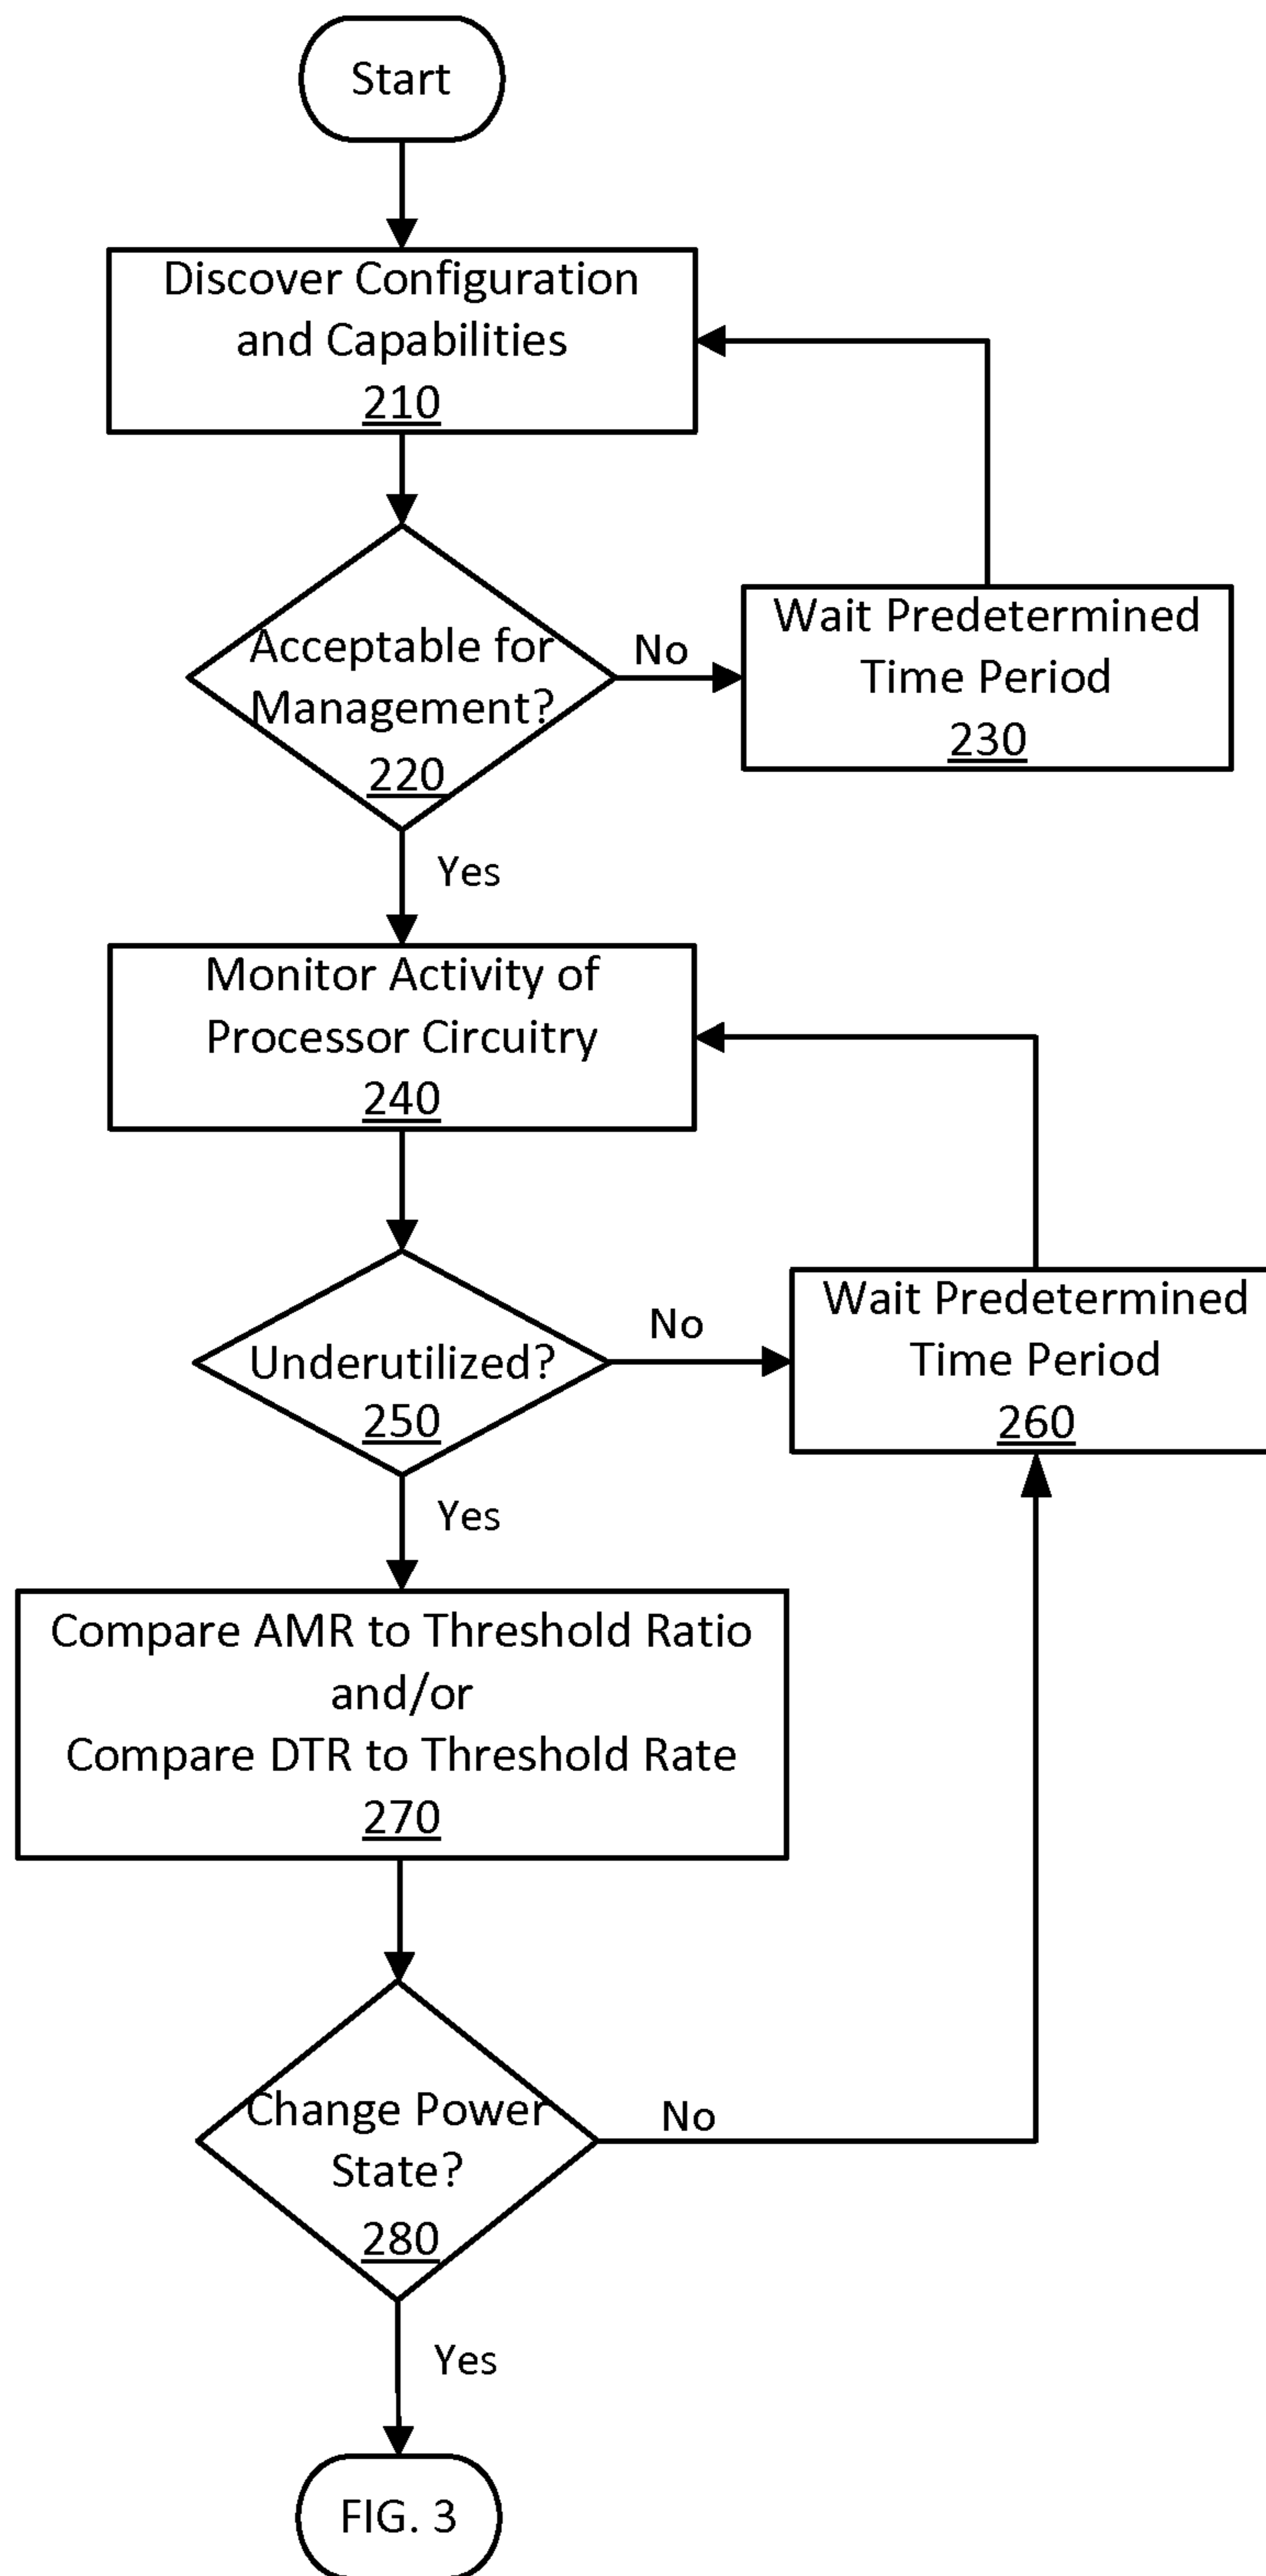 Start
Discover Configuration
and Capabilities
210
Acceptable for
Management?
220
No
Wait Predetermined
Time Period
230
Yes
Monitor Activity of
Processor Circuitry
240
Underutilized?
250
No
Wait Predetermined
Time Period
260
Yes
Compare AMR to Threshold Ratio
and/or
Compare DTR to Threshold Rate
270
Change Power
State?
280
No
Yes
FIG. 3